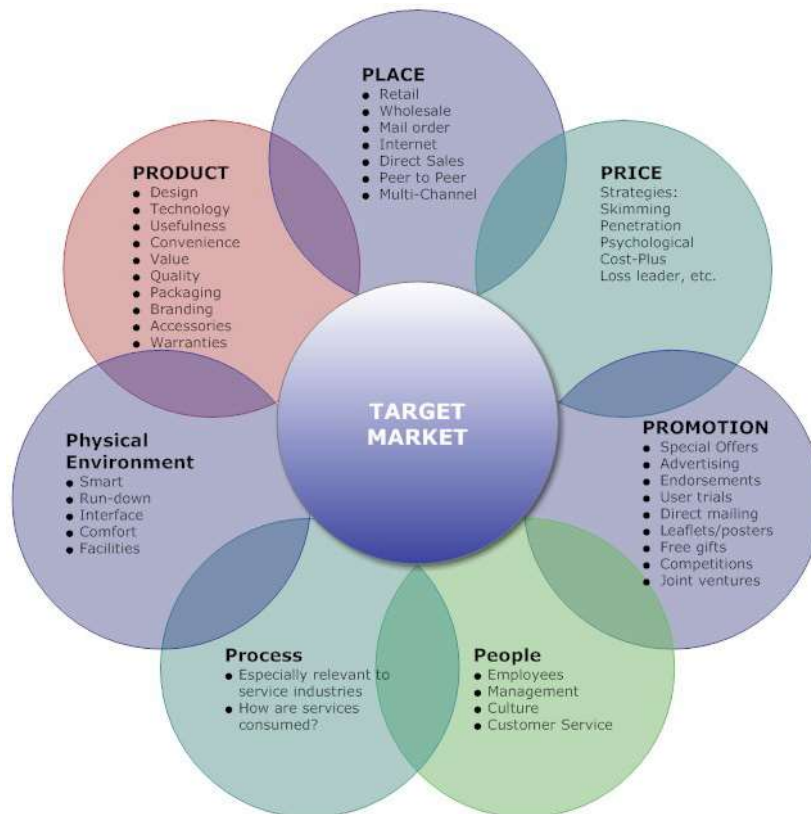 PLACE
● Retail
● Wholesale
● Mail order
● Internet
● Direct Sales
● Peer to Peer
● Multi-Channel
PRODUCT
● Design
● Technology
● Usefulness
● Convenience
● Value
● Quality
● Packaging
● Branding
● Accessories
● Warranties
PRICE
Strategies:
Skimming
Penetration
Psychological
Cost-Plus
Loss leader, etc.
TARGET
MARKET
Physical
Environment
● Smart
● Run-down
● Interface
● Comfort
● Facilities
PROMOTION
● Special Offers
● Advertising
● Endorsements
● User trials
● Direct mailing
● Leaflets/posters
● Free gifts
● Competitions
● Joint ventures
Process
● Especially relevant to
service industries
● How are services
consumed?
People
● Employees
● Management
● Culture
● Customer Service